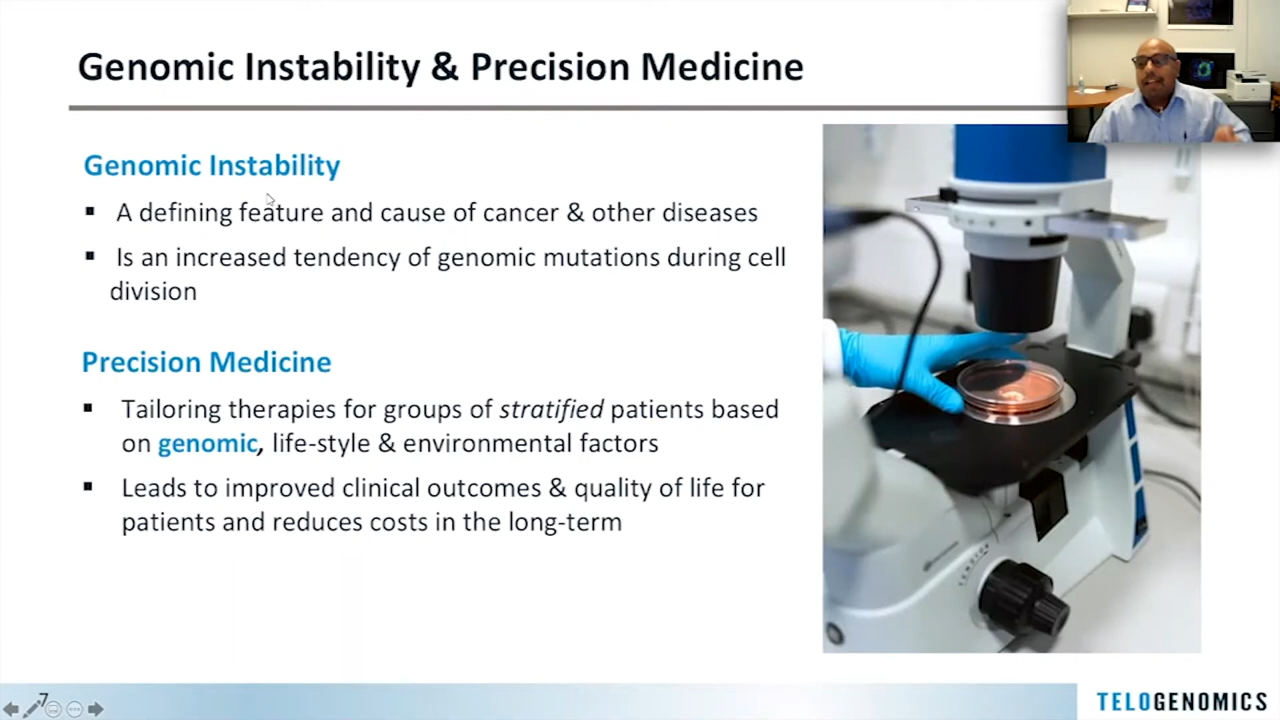 Genomic Instability & Precision Medicine
Genomic Instability
▪ A defining feature and cause of cancer & other diseases
▪ Is an increased tendency of genomic mutations during cell
division
Precision Medicine
▪ Tailoring therapies for groups of stratified patients based
on genomic, life-style & environmental factors
▪ Leads to improved clinical outcomes & quality of life for
patients and reduces costs in the long-term
TENSION
7
TELOGENOMICS